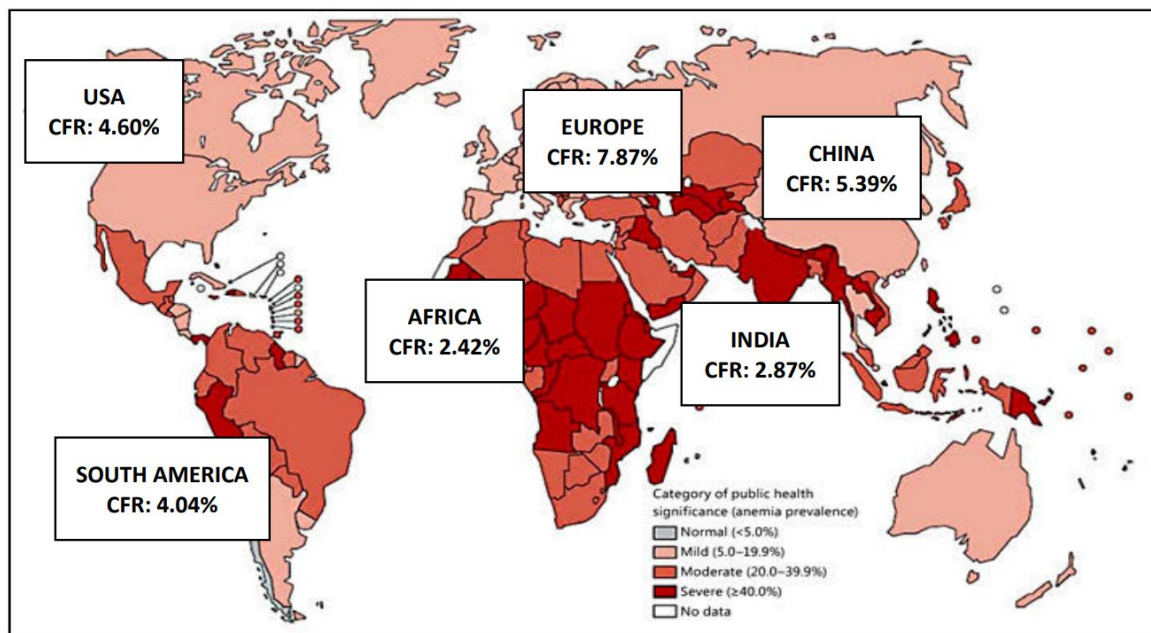 USA
CFR: 4.60%
EUROPE
CFR: 7.87%
CHINA
CFR: 5.39%
AFRICA
CFR: 2.42%
INDIA
CFR: 2.87%
SOUTH AMERICA
CFR: 4.04%
Category of public health
significance (anemia prevalence)
Normal (<5.0%)
Mild (5.0–19.9%)
Moderate (20.0–39.9%)
Severe (≥40.0%)
No data